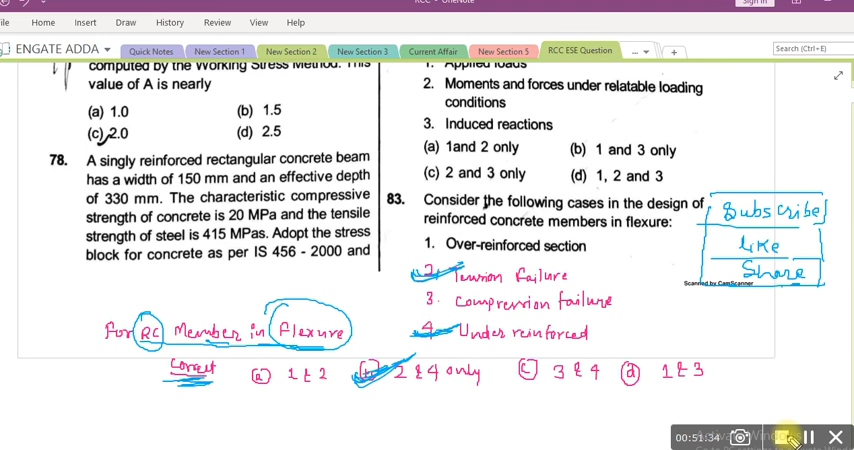 RCC - OneNote
Sign in
File Home Insert Draw History Review View Help
ENGATE ADDA Quick Notes New Section 1 New Section 2 New Section 3 Current Affair New Section 5 RCC ESE Question ... + Search (Ctrl+E)
computed by the Working Stress Method. This
value of A is nearly
(a) 1.0 (b) 1.5
(c) 2.0 (d) 2.5
78. A singly reinforced rectangular concrete beam
has a width of 150 mm and an effective depth
of 330 mm. The characteristic compressive
strength of concrete is 20 MPa and the tensile
strength of steel is 415 MPas. Adopt the stress
block for concrete as per IS 456 - 2000 and
1. Applied loads
2. Moments and forces under relatable loading
conditions
3. Induced reactions
(a) 1and 2 only (b) 1 and 3 only
(c) 2 and 3 only (d) 1, 2 and 3
83. Consider the following cases in the design of
reinforced concrete members in flexure:
1. Over-reinforced section
Subscribe
like
Share
Scanned by CamScanner
2. Tension failure
3. Compression failure
4 Under reinforced
For RC Member in flexure
Correct (a) 1 & 2 (b) 2 & 4 only (c) 3 & 4 (d) 1 & 3
Activate Windows
00:51:34